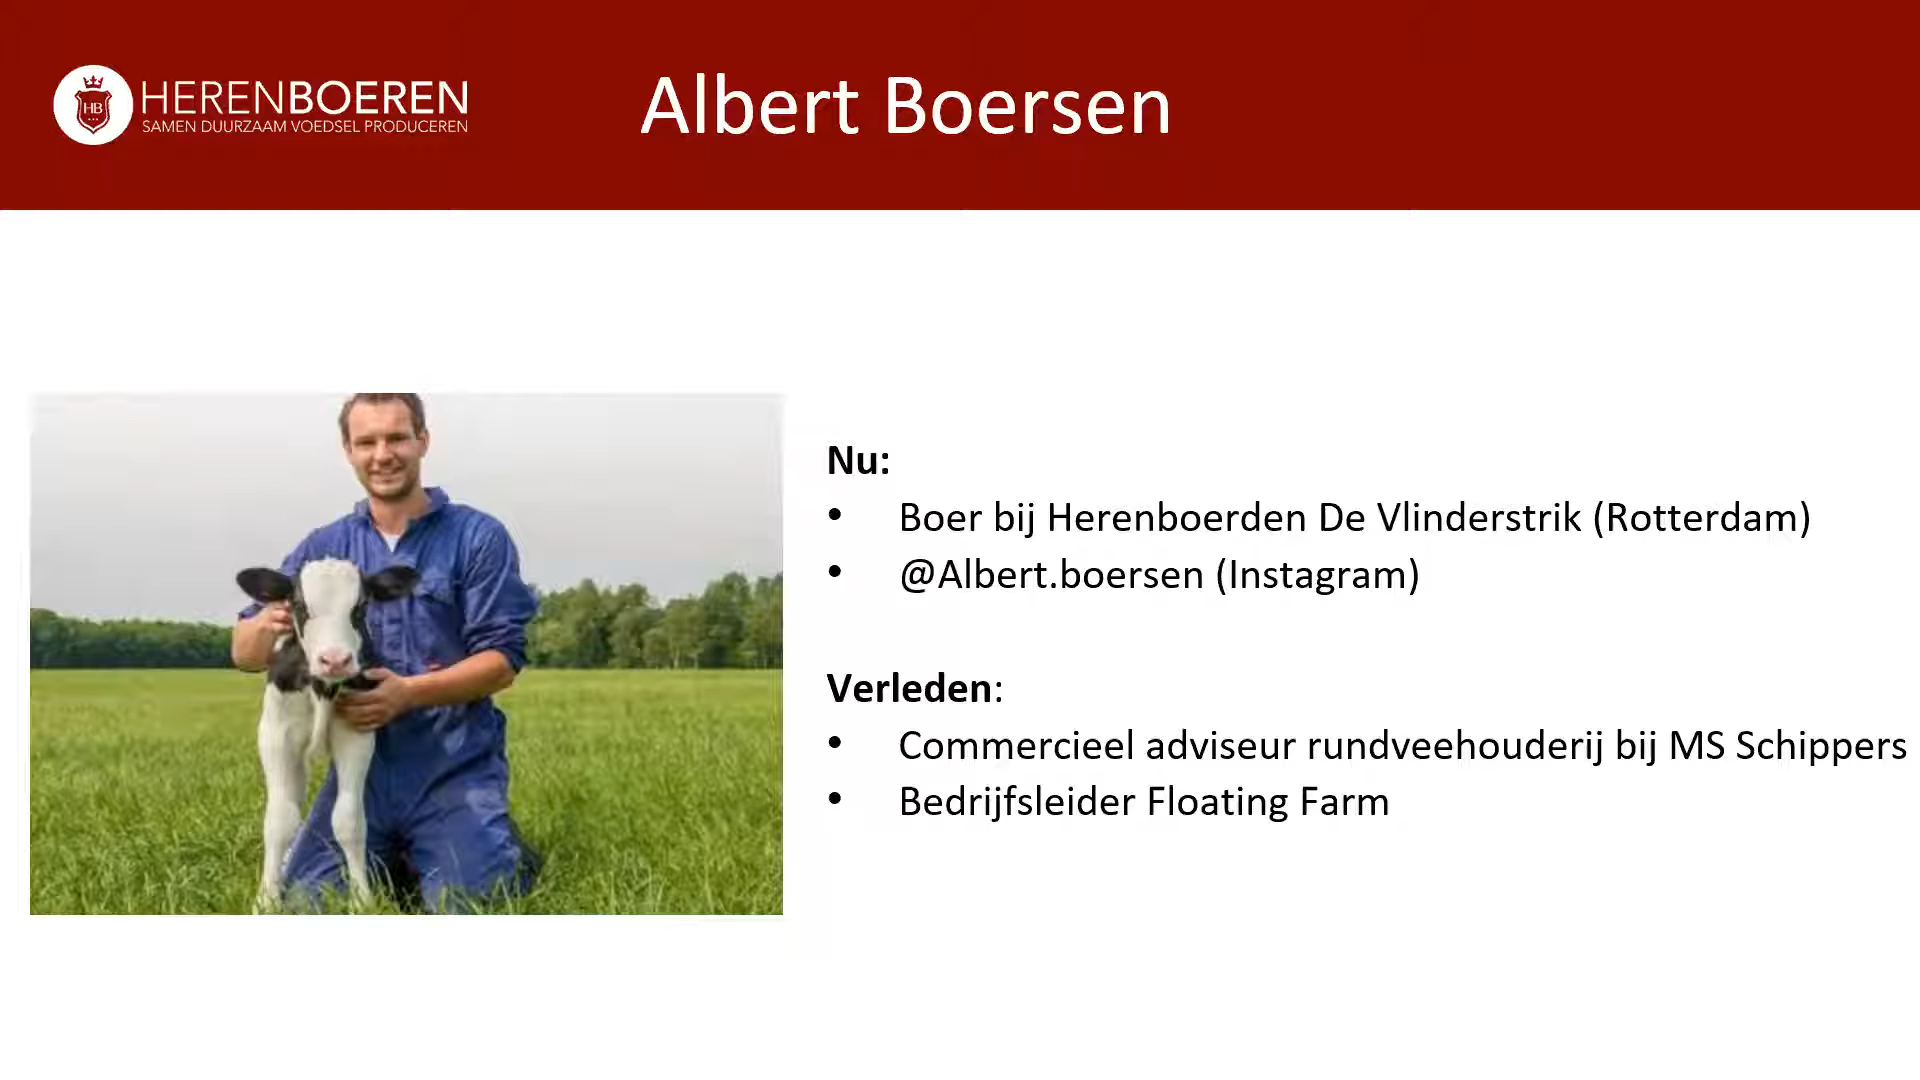 HB
HERENBOEREN
SAMEN DUURZAAM VOEDSEL PRODUCEREN
Albert Boersen
Nu:
• Boer bij Herenboerden De Vlinderstrik (Rotterdam)
• @Albert.boersen (Instagram)
Verleden:
• Commercieel adviseur rundveehouderij bij MS Schippers
• Bedrijfsleider Floating Farm